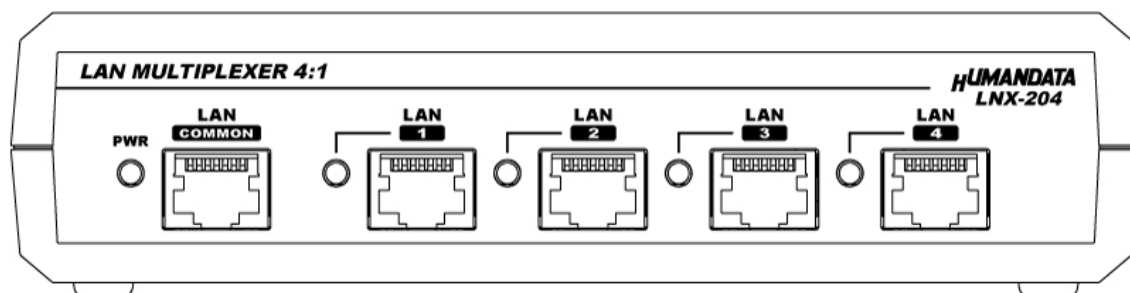 LAN MULTIPLEXER 4:1
HUMANDATA
LNX-204
PWR
LAN
COMMON
LAN
1
LAN
2
LAN
3
LAN
4